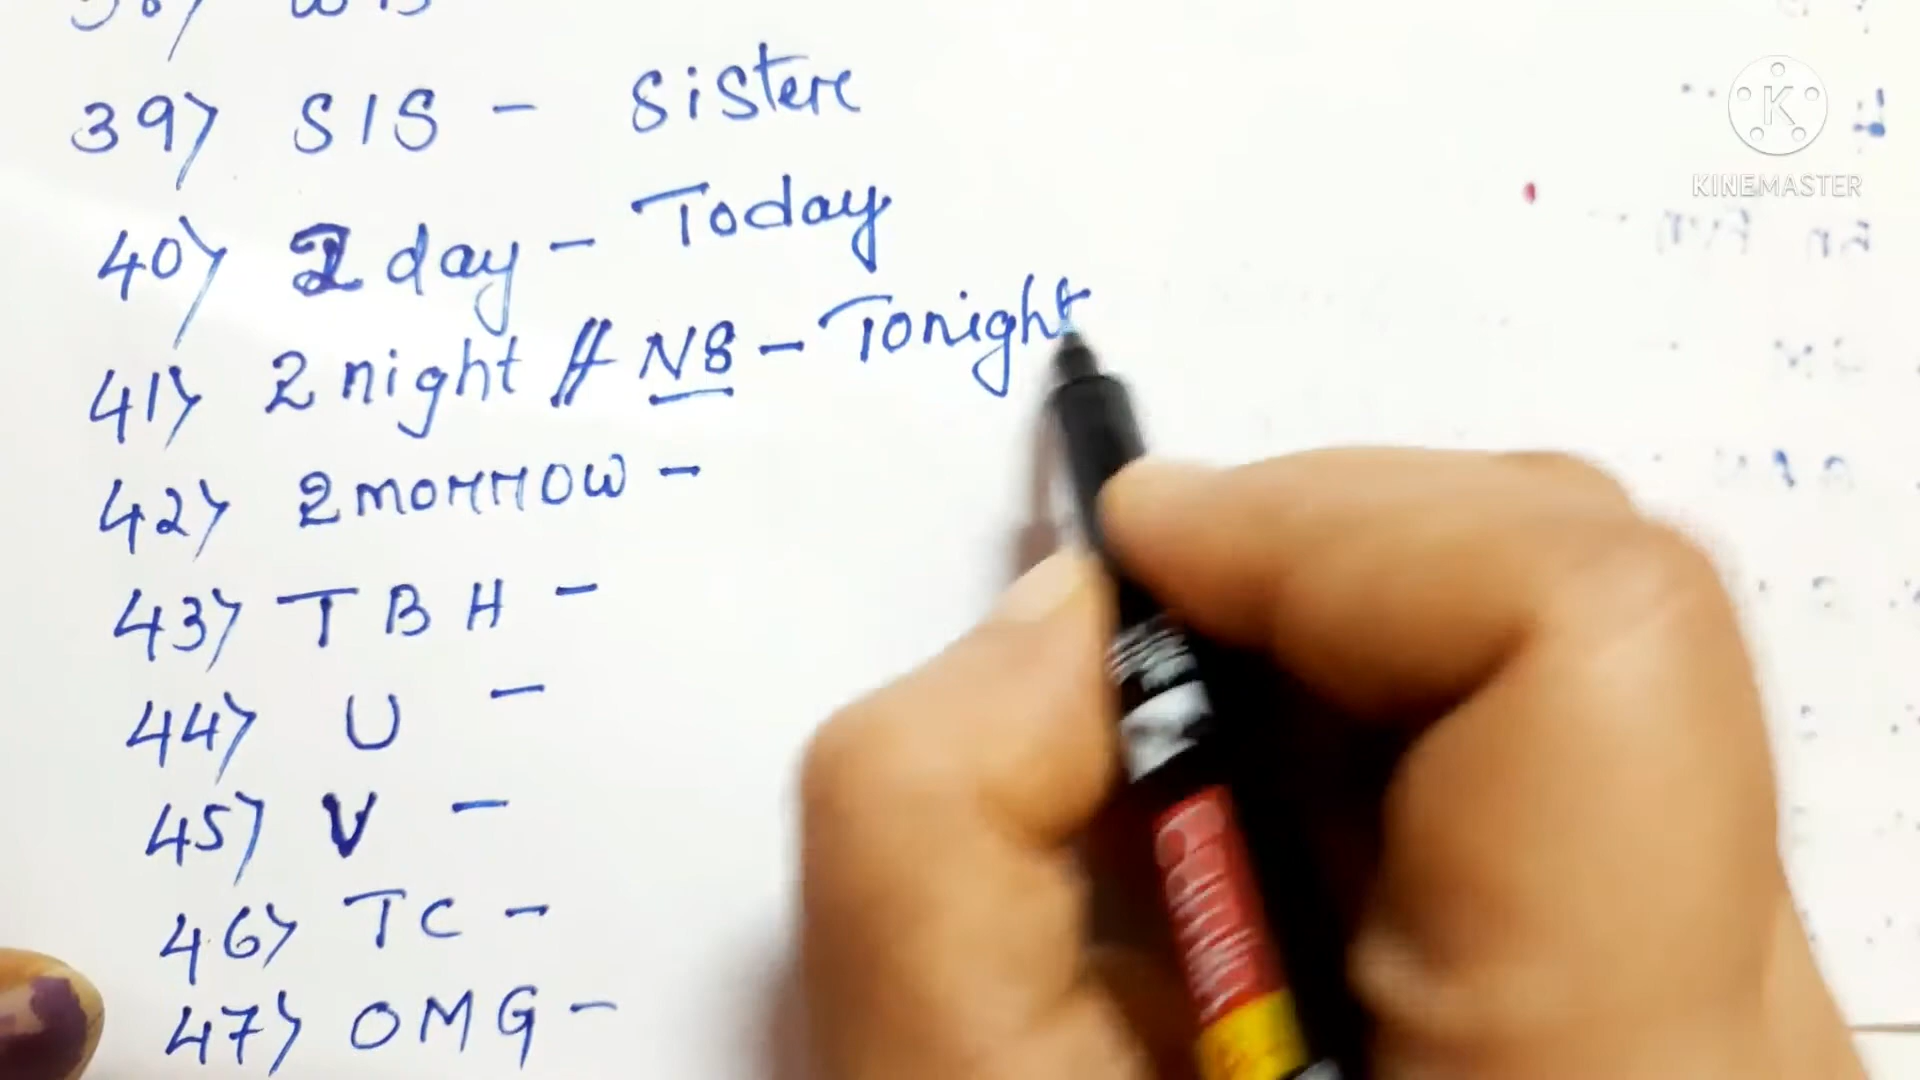 39) SIS - Sister
40) 2day - Today
41) 2night // N8 - Tonight
42) 2morrow -
43) TBH -
44) U -
45) V -
46) TC -
47) OMG -
KINEMASTER